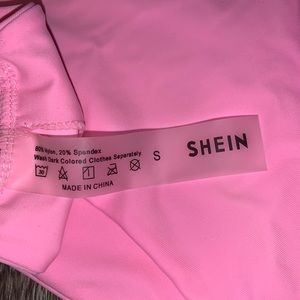 80% Nylon, 20% Spandex
Wash Dark Colored Clothes Separately.
30 S
MADE IN CHINA
SHEIN